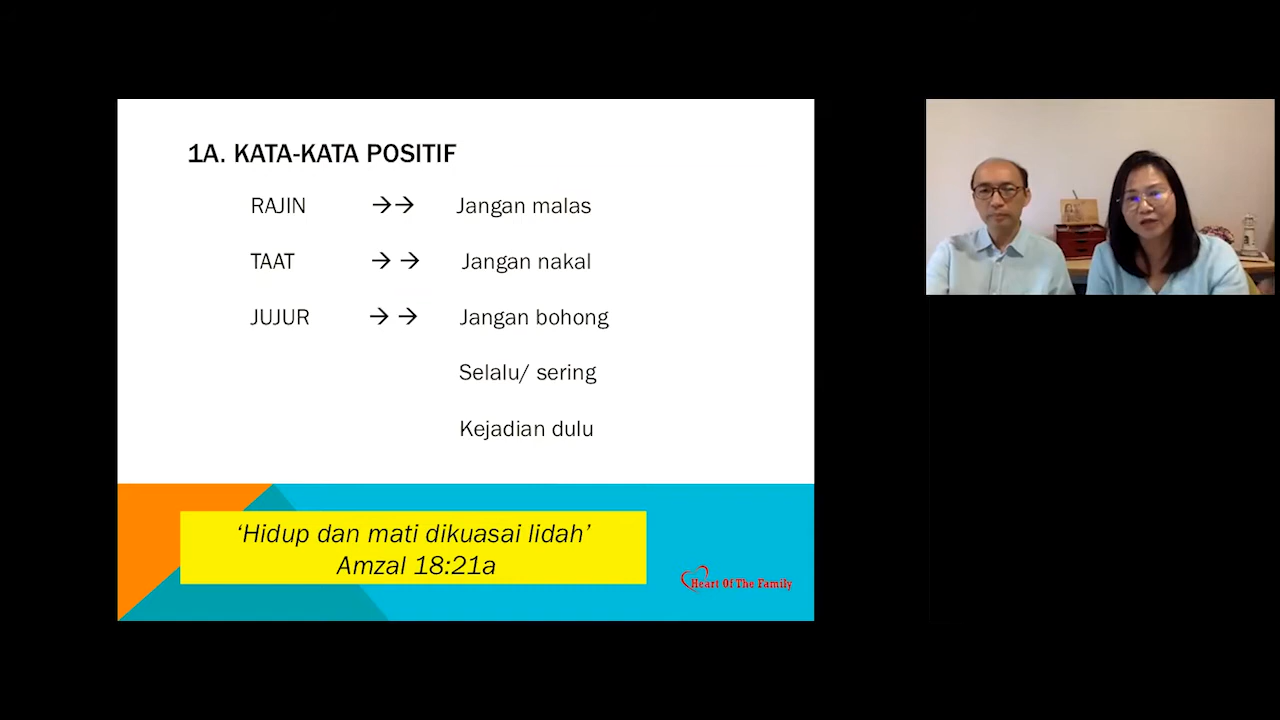 1A. KATA-KATA POSITIF
RAJIN →→ Jangan malas
TAAT →→ Jangan nakal
JUJUR →→ Jangan bohong
Selalu/ sering
Kejadian dulu
‘Hidup dan mati dikuasai lidah’
Amzal 18:21a
Heart Of The Family